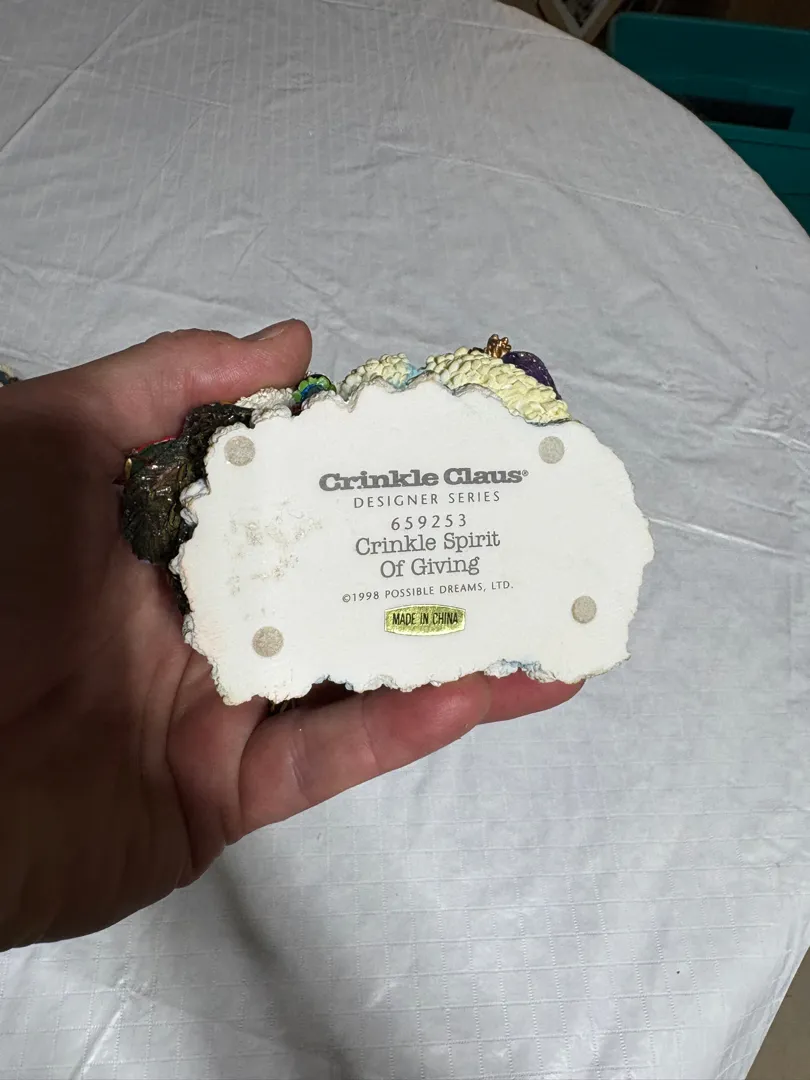 Crinkle Claus®
DESIGNER SERIES
659253
Crinkle Spirit
Of Giving
©1998 POSSIBLE DREAMS, LTD.
MADE IN CHINA